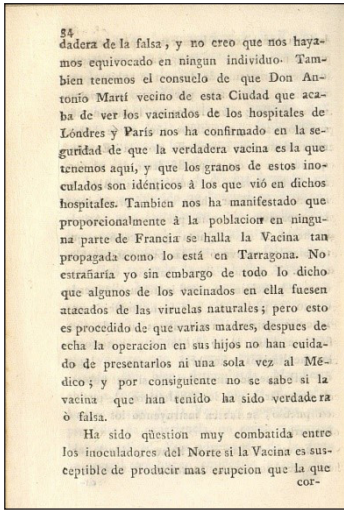 84
dadera de la falsa, y no creo que nos haya-
mos equivocado en ningun individuo. Tam-
bien tenemos el consuelo de que Don An-
tonio Martí vecino de esta Ciudad que aca-
ba de ver los vacinados de los hospitales de
Lóndres y París nos ha confirmado en la se-
guridad de que la verdadera vacina es la que
tenemos aquí, y que los granos de estos ino-
culados son idénticos à los que vió en dichos
hospitales. Tambien nos ha manifestado que
proporcionalmente à la poblacion en ningu-
na parte de Francia se halla la Vacina tan
propagada como lo está en Tarragona. No
estrañaría yo sin embargo de todo lo dicho
que algunos de los vacinados en ella fuesen
atacados de las viruelas naturales; pero esto
es procedido de que varias madres, despues de
echa la operacion en sus hijos no han cuida-
do de presentarlos ni una sola vez al Mé-
dico; y por consiguiente no se sabe si la
vacina que han tenido ha sido verdadera
ò falsa.
Ha sido qüestion muy combatida entre
los inoculadores del Norte si la Vacina es sus-
ceptible de producir mas erupcion que la que
cor-